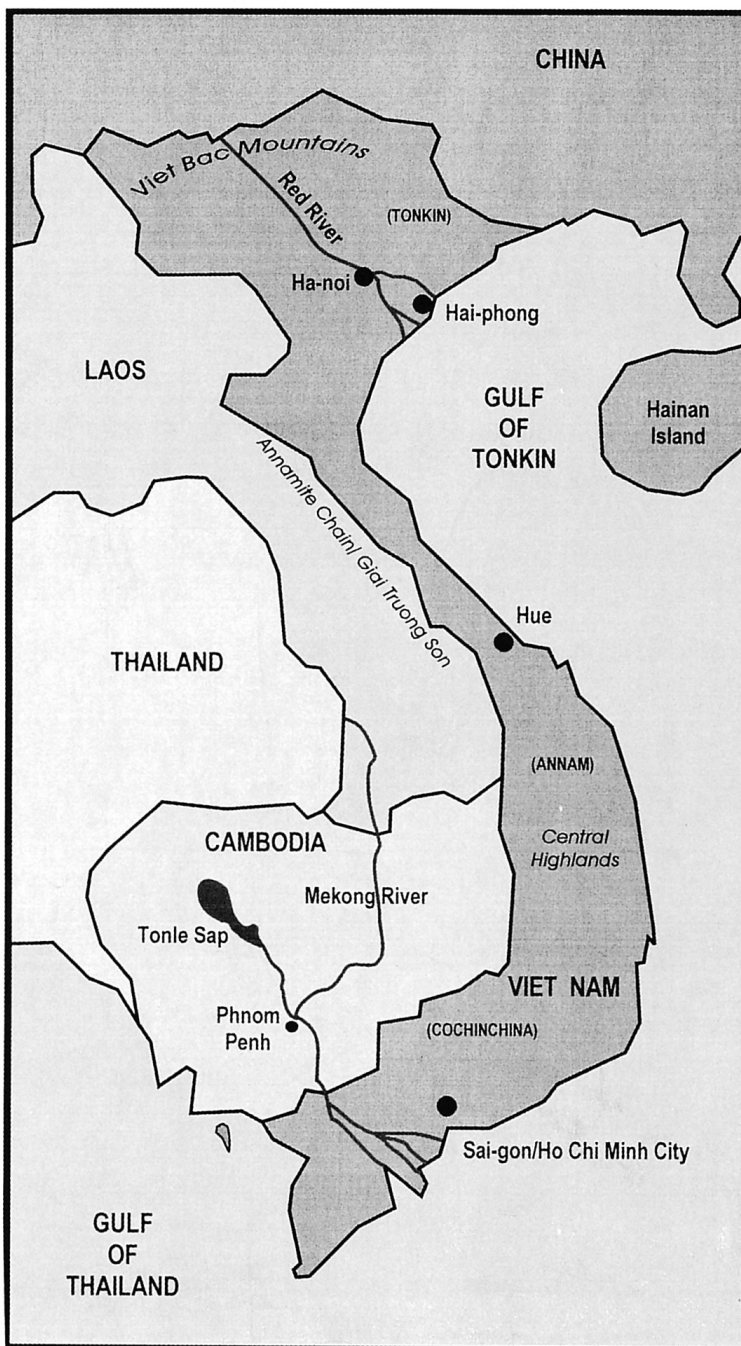 CHINA
Viet Bac Mountains
Red River
(TONKIN)
Ha-noi
Hai-phong
LAOS
GULF
OF
TONKIN
Hainan
Island
Annamite Chain/ Giai Truong Son
Hue
THAILAND
(ANNAM)
CAMBODIA
Central
Highlands
Mekong River
Tonle Sap
VIET NAM
Phnom
Penh
(COCHINCHINA)
Sai-gon/Ho Chi Minh City
GULF
OF
THAILAND